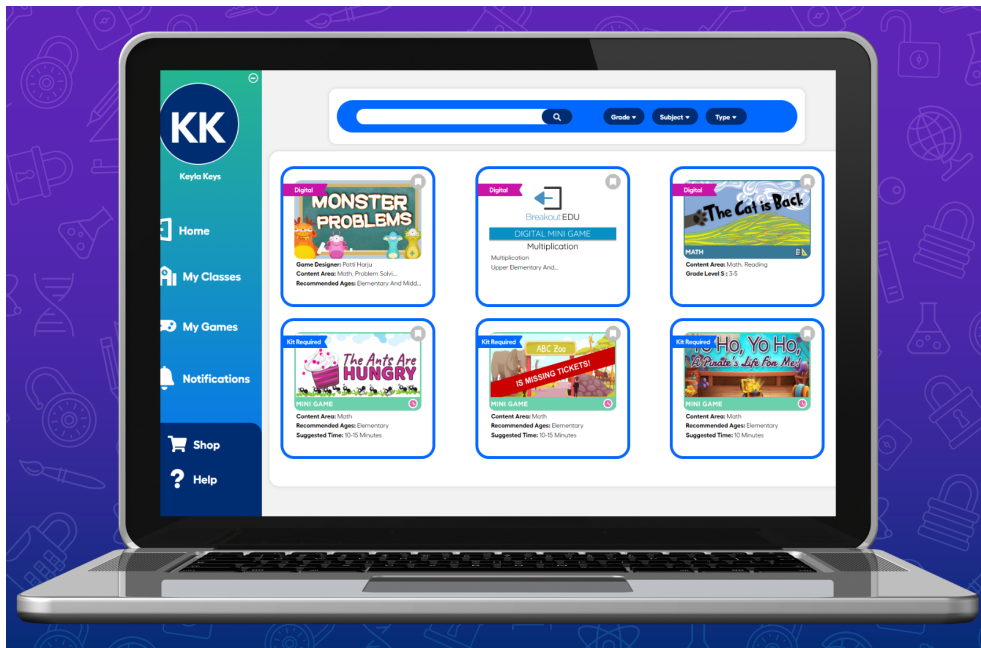 KK
Keyla Keys
Home
My Classes
My Games
Notifications
Shop
Help
Grade
Subject
Type
Digital
MONSTER
PROBLEMS
Game Designer: Patti Harju
Content Area: Math, Problem Solvi...
Recommended Ages: Elementary And Midd...
Digital
Breakout EDU
DIGITAL MINI GAME
Multiplication
Multiplication
Upper Elementary And...
Digital
The Cat is Back
MATH
Content Area: Math, Reading
Grade Level S : 3-5
Kit Required
The Ants Are
HUNGRY
MINI GAME
Content Area: Math
Recommended Ages: Elementary
Suggested Time: 10-15 Minutes
Kit Required
ABC Zoo
IS MISSING TICKETS!
MINI GAME
Content Area: Math
Recommended Ages: Elementary
Suggested Time: 10-15 Minutes
Kit Required
Yo Ho, Yo Ho,
A Pirate's Life For Me!
MINI GAME
Content Area: Math
Recommended Ages: Elementary
Suggested Time: 10 Minutes